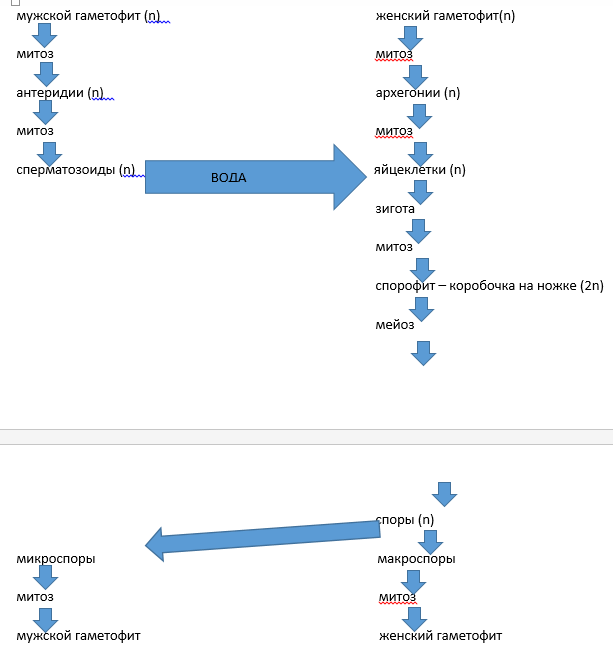 мужской гаметофит (n)
женский гаметофит(n)
митоз
митоз
антеридии (n)
архегонии (n)
митоз
митоз
сперматозоиды (n)
ВОДА
яйцеклетки (n)
зигота
митоз
спорофит – коробочка на ножке (2n)
мейоз
споры (n)
микроспоры
макроспоры
митоз
митоз
мужской гаметофит
женский гаметофит